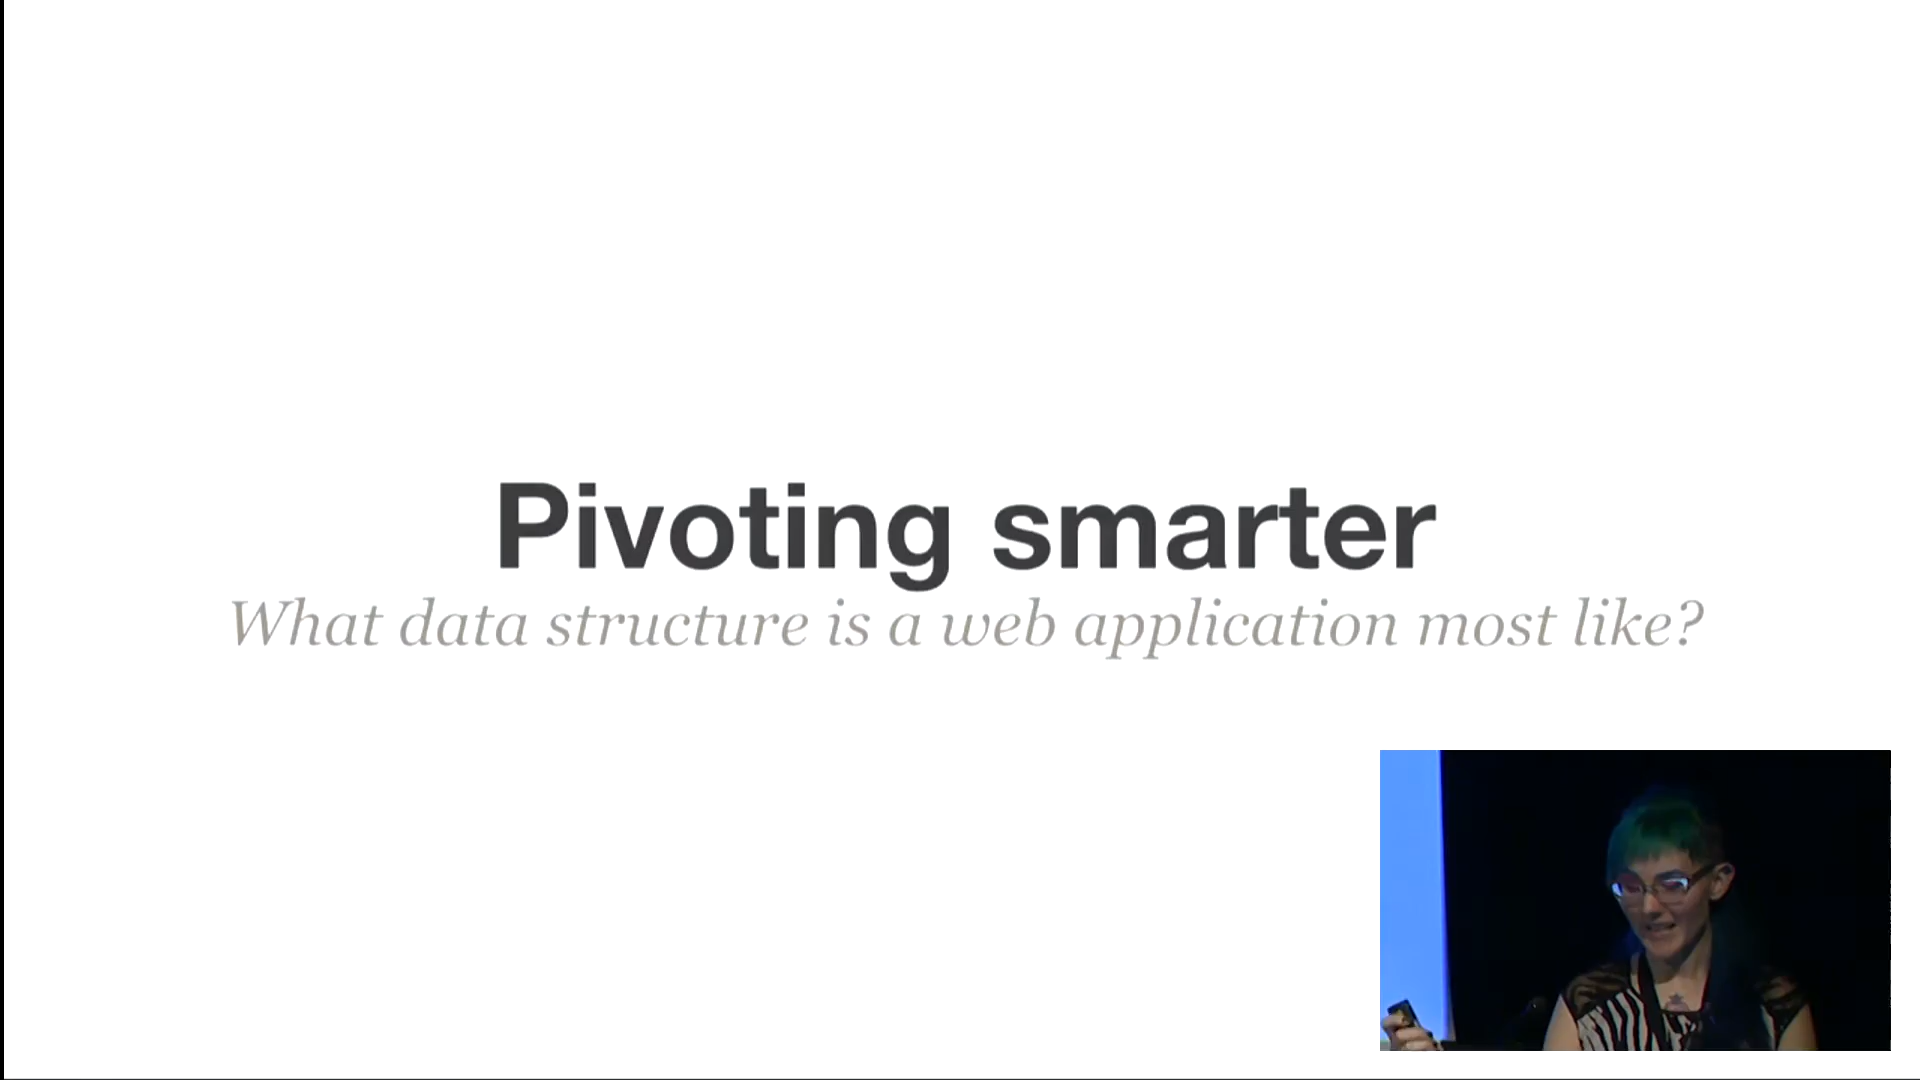 Pivoting smarter
What data structure is a web application most like?